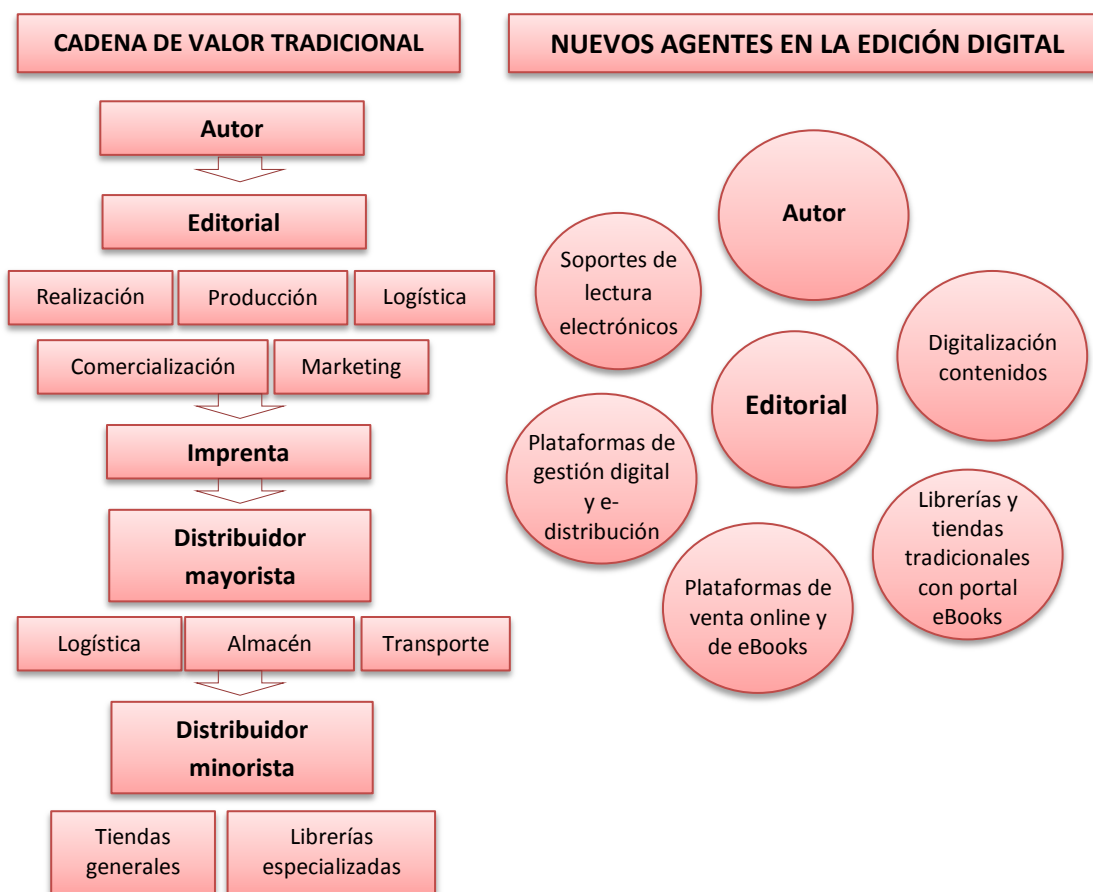 CADENA DE VALOR TRADICIONAL
Autor
Editorial
Realización
Producción
Logística
Comercialización
Marketing
Imprenta
Distribuidor
mayorista
Logística
Almacén
Transporte
Distribuidor
minorista
Tiendas
generales
Librerías
especializadas
NUEVOS AGENTES EN LA EDICIÓN DIGITAL
Autor
Soportes de
lectura
electrónicos
Digitalización
contenidos
Editorial
Plataformas de
gestión digital
y e-
distribución
Librerías y
tiendas
tradicionales
con portal
eBooks
Plataformas de
venta online y
de eBooks